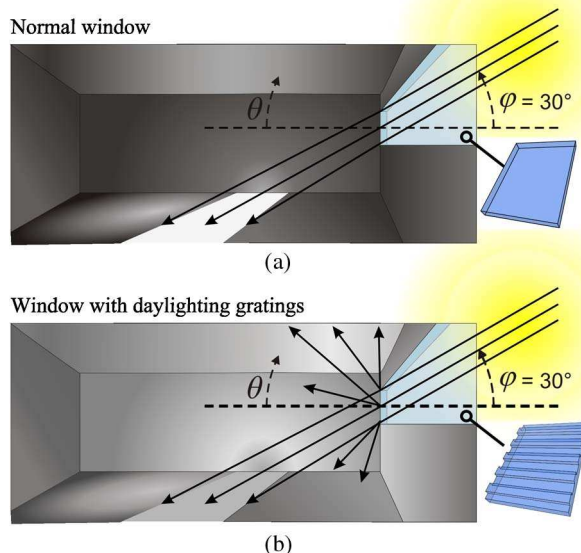 Normal window
θ
φ = 30°
(a)
Window with daylighting gratings
θ
φ = 30°
(b)